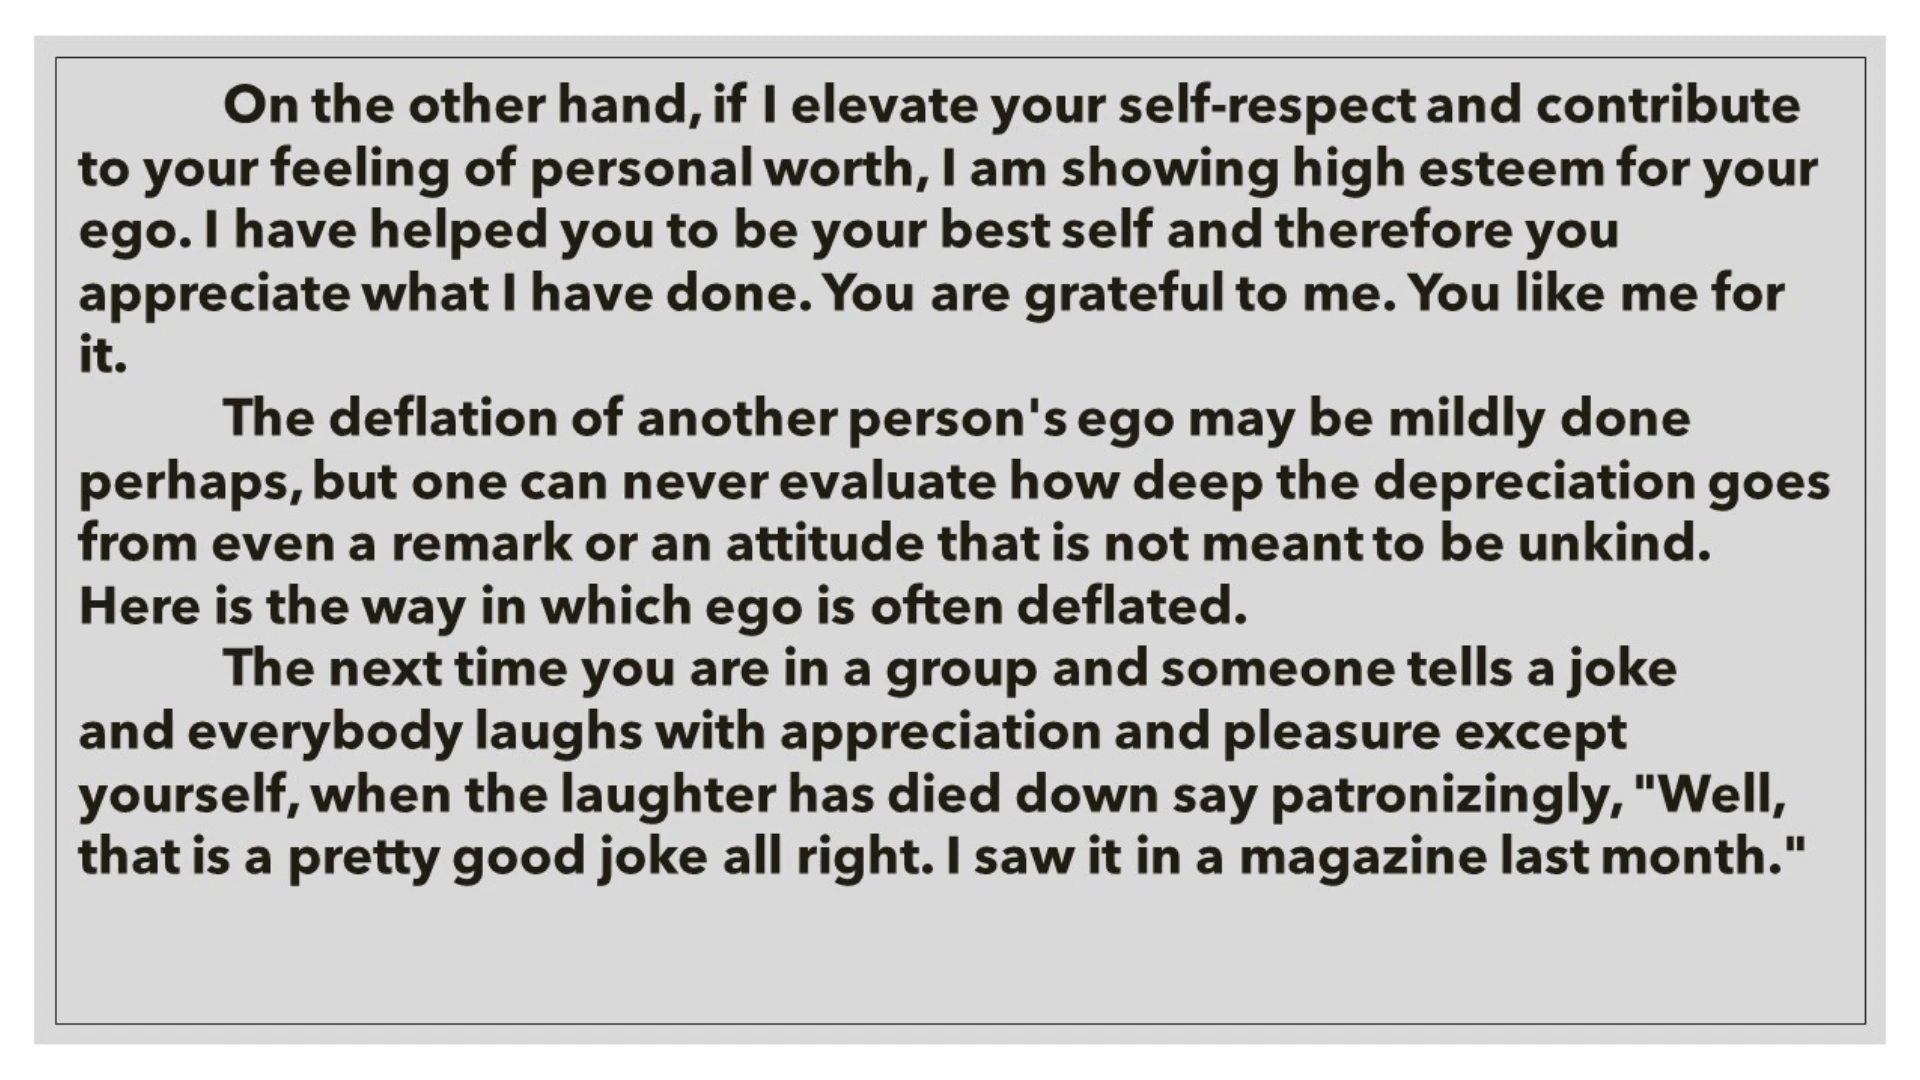 On the other hand, if I elevate your self-respect and contribute
to your feeling of personal worth, I am showing high esteem for your
ego. I have helped you to be your best self and therefore you
appreciate what I have done. You are grateful to me. You like me for
it.
The deflation of another person's ego may be mildly done
perhaps, but one can never evaluate how deep the depreciation goes
from even a remark or an attitude that is not meant to be unkind.
Here is the way in which ego is often deflated.
The next time you are in a group and someone tells a joke
and everybody laughs with appreciation and pleasure except
yourself, when the laughter has died down say patronizingly, "Well,
that is a pretty good joke all right. I saw it in a magazine last month."